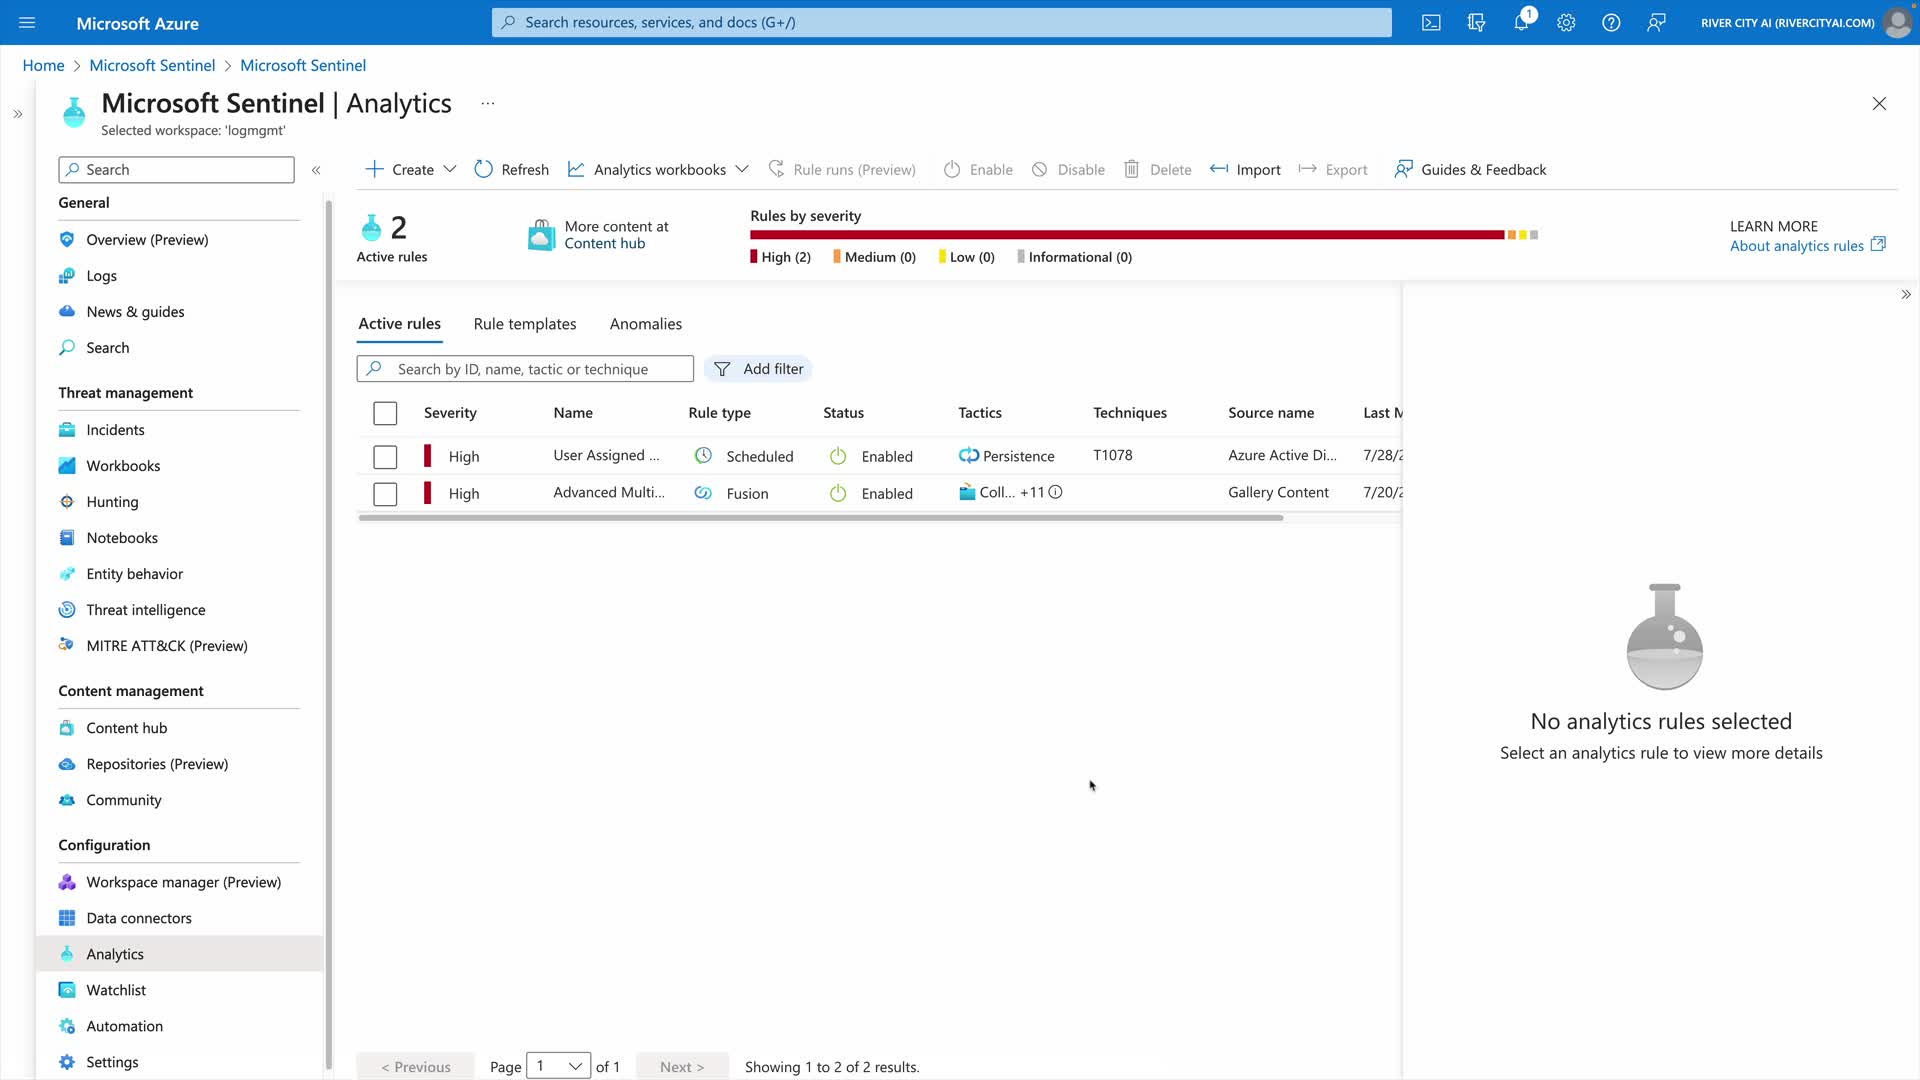 Microsoft Azure
Search resources, services, and docs (G+/)
1
RIVER CITY AI (RIVERCITYAI.COM)
Home > Microsoft Sentinel > Microsoft Sentinel
Microsoft Sentinel | Analytics ...
Selected workspace: 'logmgmt'
Search
General
Overview (Preview)
Logs
News & guides
Search
Threat management
Incidents
Workbooks
Hunting
Notebooks
Entity behavior
Threat intelligence
MITRE ATT&CK (Preview)
Content management
Content hub
Repositories (Preview)
Community
Configuration
Workspace manager (Preview)
Data connectors
Analytics
Watchlist
Automation
Settings
Create Refresh Analytics workbooks Rule runs (Preview) Enable Disable Delete Import Export Guides & Feedback
2
Active rules
More content at
Content hub
Rules by severity
High (2) Medium (0) Low (0) Informational (0)
LEARN MORE
About analytics rules
Active rules Rule templates Anomalies
Search by ID, name, tactic or technique
Add filter
Severity Name Rule type Status Tactics Techniques Source name Last M
High User Assigned ... Scheduled Enabled Persistence T1078 Azure Active Di... 7/28/2
High Advanced Multi... Fusion Enabled Coll... +11 Gallery Content 7/20/2
No analytics rules selected
Select an analytics rule to view more details
< Previous Page 1 of 1 Next > Showing 1 to 2 of 2 results.